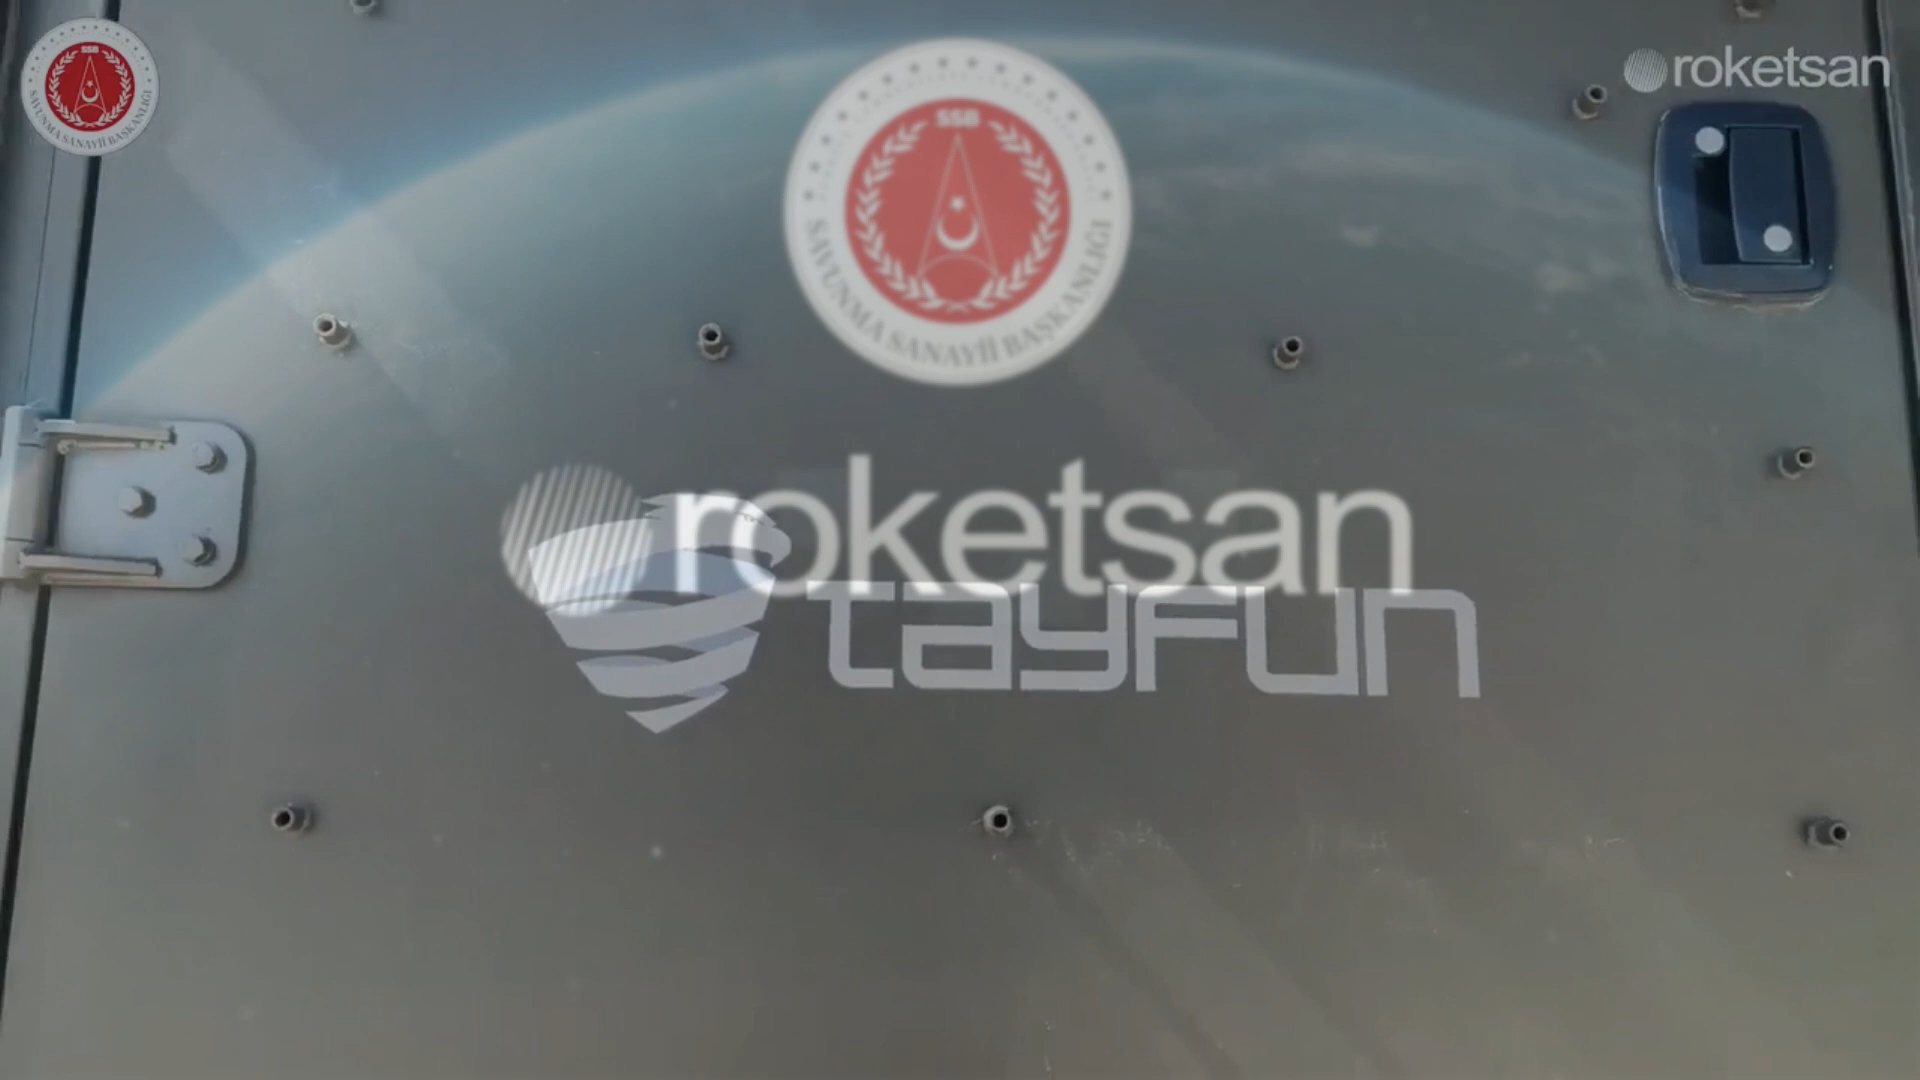 SSB
SAVUNMA SANAYİİ BAŞKANLIĞI
roketsan
SSB
SAVUNMA SANAYİİ BAŞKANLIĞI
roketsan
tayfun